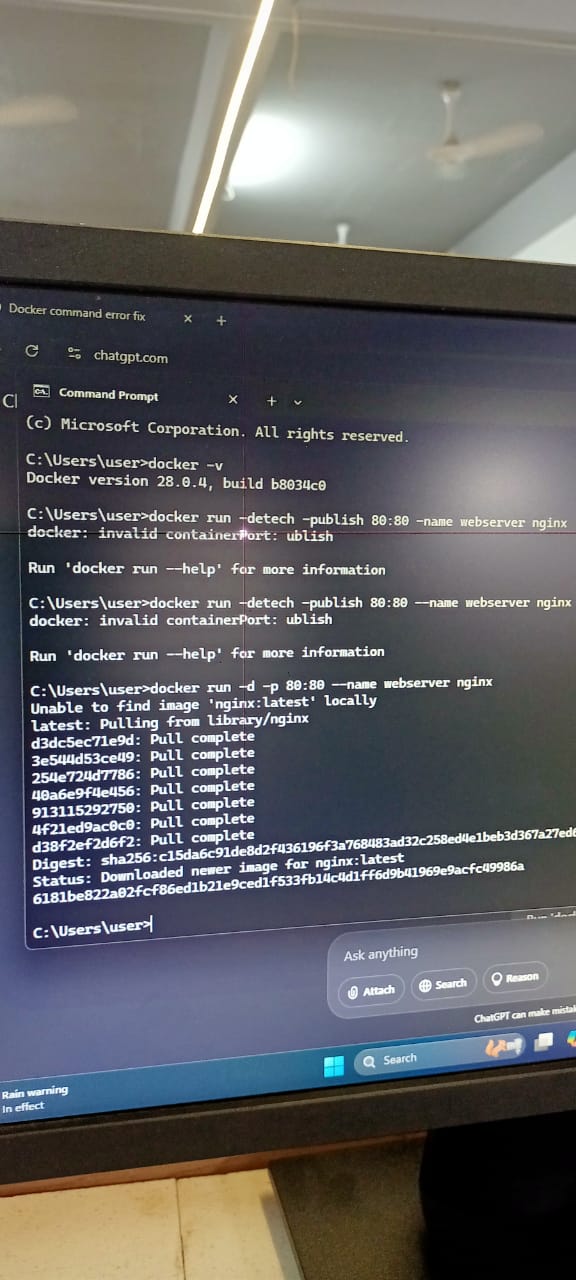 Docker command error fix
chatgpt.com
Command Prompt
(c) Microsoft Corporation. All rights reserved.
C:\Users\user>docker -v
Docker version 28.0.4, build b8034c0
C:\Users\user>docker run -detech -publish 80:80 -name webserver nginx
docker: invalid containerPort: ublish
Run 'docker run --help' for more information
C:\Users\user>docker run -detech -publish 80:80 --name webserver nginx
docker: invalid containerPort: ublish
Run 'docker run --help' for more information
C:\Users\user>docker run -d -p 80:80 --name webserver nginx
Unable to find image 'nginx:latest' locally
latest: Pulling from library/nginx
d3dc5ec71e9d: Pull complete
3e544d53ce49: Pull complete
254e724d7786: Pull complete
40a6e9f4e456: Pull complete
913115292750: Pull complete
4f21ed9ac0c0: Pull complete
d38f2ef2d6f2: Pull complete
Digest: sha256:c15da6c91de8d2f436196f3a768483ad32c258ed4e1beb3d367a27ed6
Status: Downloaded newer image for nginx:latest
6181be822a02fcf86ed1b21e9ced1f533fb14c4d1ff6d9b41969e9acfc49986a
C:\Users\user>
Ask anything
Attach
Search
Reason
ChatGPT can make mistak
Search
Rain warning
In effect